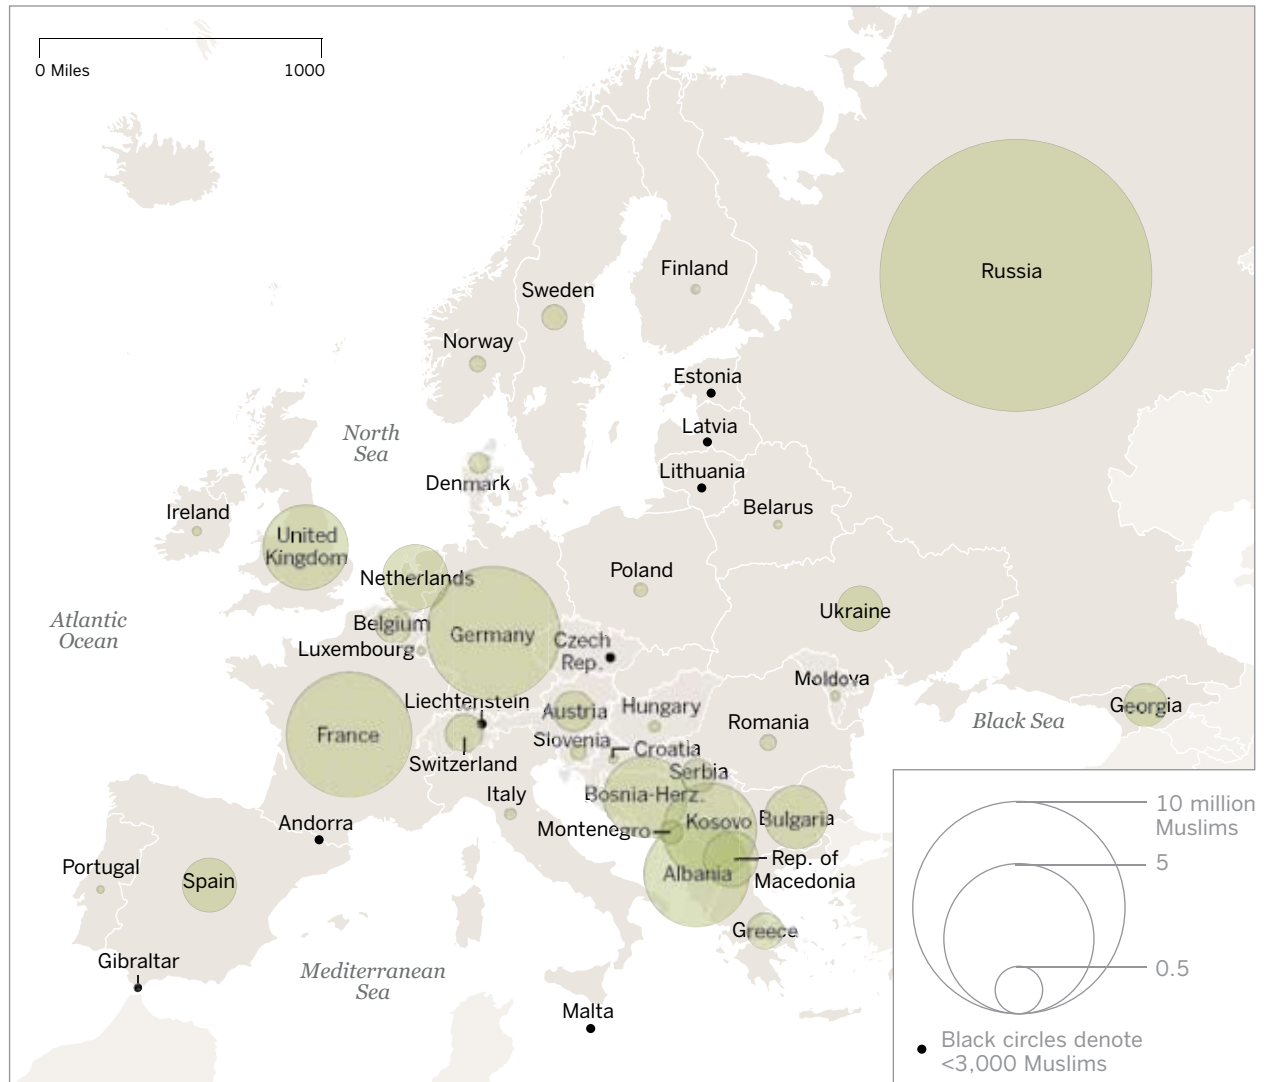 0 Miles 1000
Russia
Finland
Sweden
Norway
Estonia
Latvia
North
Sea
Lithuania
Denmark
Belarus
Ireland
United
Kingdom
Netherlands
Poland
Ukraine
Atlantic
Ocean
Belgium
Germany
Luxembourg
Czech
Rep.
Moldova
Liechtenstein
Austria
Hungary
Georgia
Black Sea
Romania
France
Slovenia
Croatia
Switzerland
Serbia
Italy
Bosnia-Herz.
Andorra
Montenegro
Kosovo
Bulgaria
Portugal
Spain
Albania
Rep. of
Macedonia
Greece
Gibraltar
Mediterranean
Sea
Malta
10 million
Muslims
5
0.5
Black circles denote
<3,000 Muslims